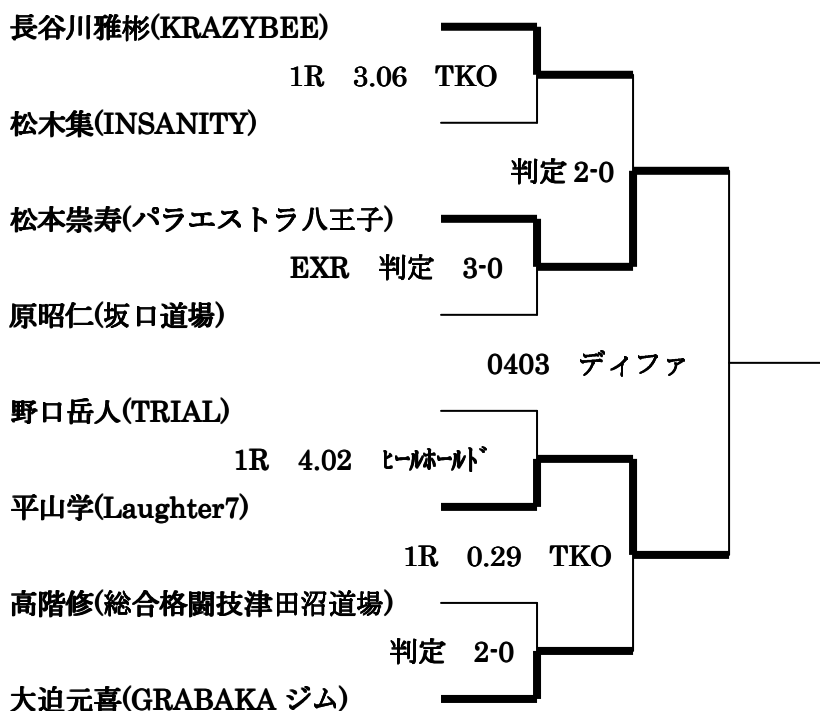 長谷川雅彬(KRAZYBEE)
1R 3.06 TKO
松木集(INSANITY)
判定 2-0
松本崇寿(パラエストラ八王子)
EXR 判定 3-0
原昭仁(坂口道場)
0403 ディファ
野口岳人(TRIAL)
1R 4.02 ﾋｰﾙﾎｰﾙﾄﾞ
平山学(Laughter7)
1R 0.29 TKO
高階修(総合格闘技津田沼道場)
判定 2-0
大迫元喜(GRABAKA ジム)